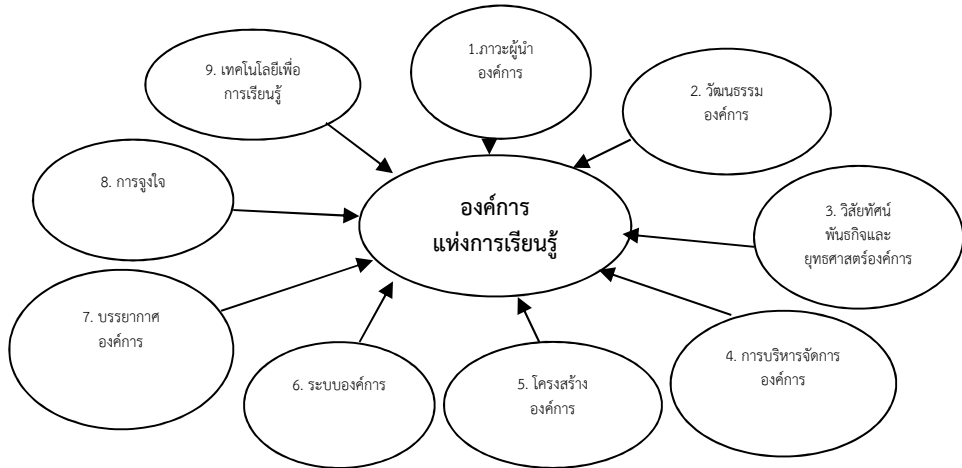 1.ภาวะผู้นำ
องค์การ
2. วัฒนธรรม
องค์การ
3. วิสัยทัศน์
พันธกิจและ
ยุทธศาสตร์องค์การ
4. การบริหารจัดการ
องค์การ
5. โครงสร้าง
องค์การ
6. ระบบองค์การ
7. บรรยากาศ
องค์การ
8. การจูงใจ
9. เทคโนโลยีเพื่อ
การเรียนรู้
องค์การ
แห่งการเรียนรู้